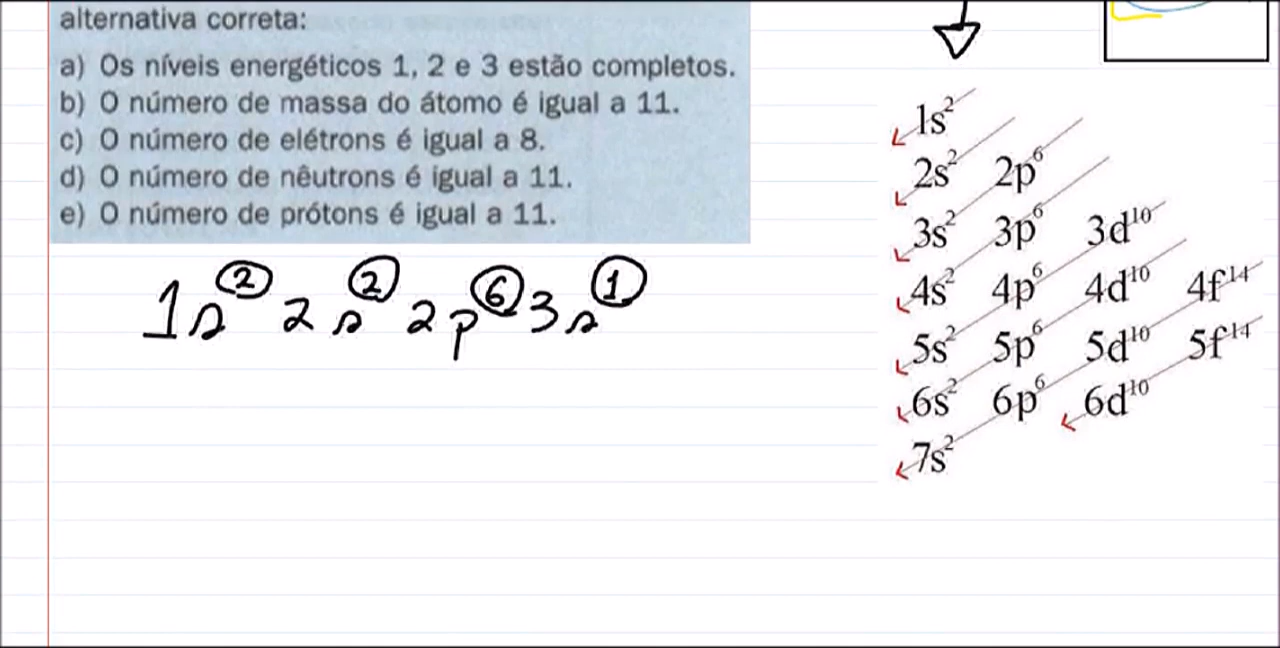 alternativa correta:
a) Os níveis energéticos 1, 2 e 3 estão completos.
b) O número de massa do átomo é igual a 11.
c) O número de elétrons é igual a 8.
d) O número de nêutrons é igual a 11.
e) O número de prótons é igual a 11.
1s² 2s² 2p⁶ 3s¹
1s²
2s² 2p⁶
3s² 3p⁶ 3d¹⁰
4s² 4p⁶ 4d¹⁰ 4f¹⁴
5s² 5p⁶ 5d¹⁰ 5f¹⁴
6s² 6p⁶ 6d¹⁰
7s²